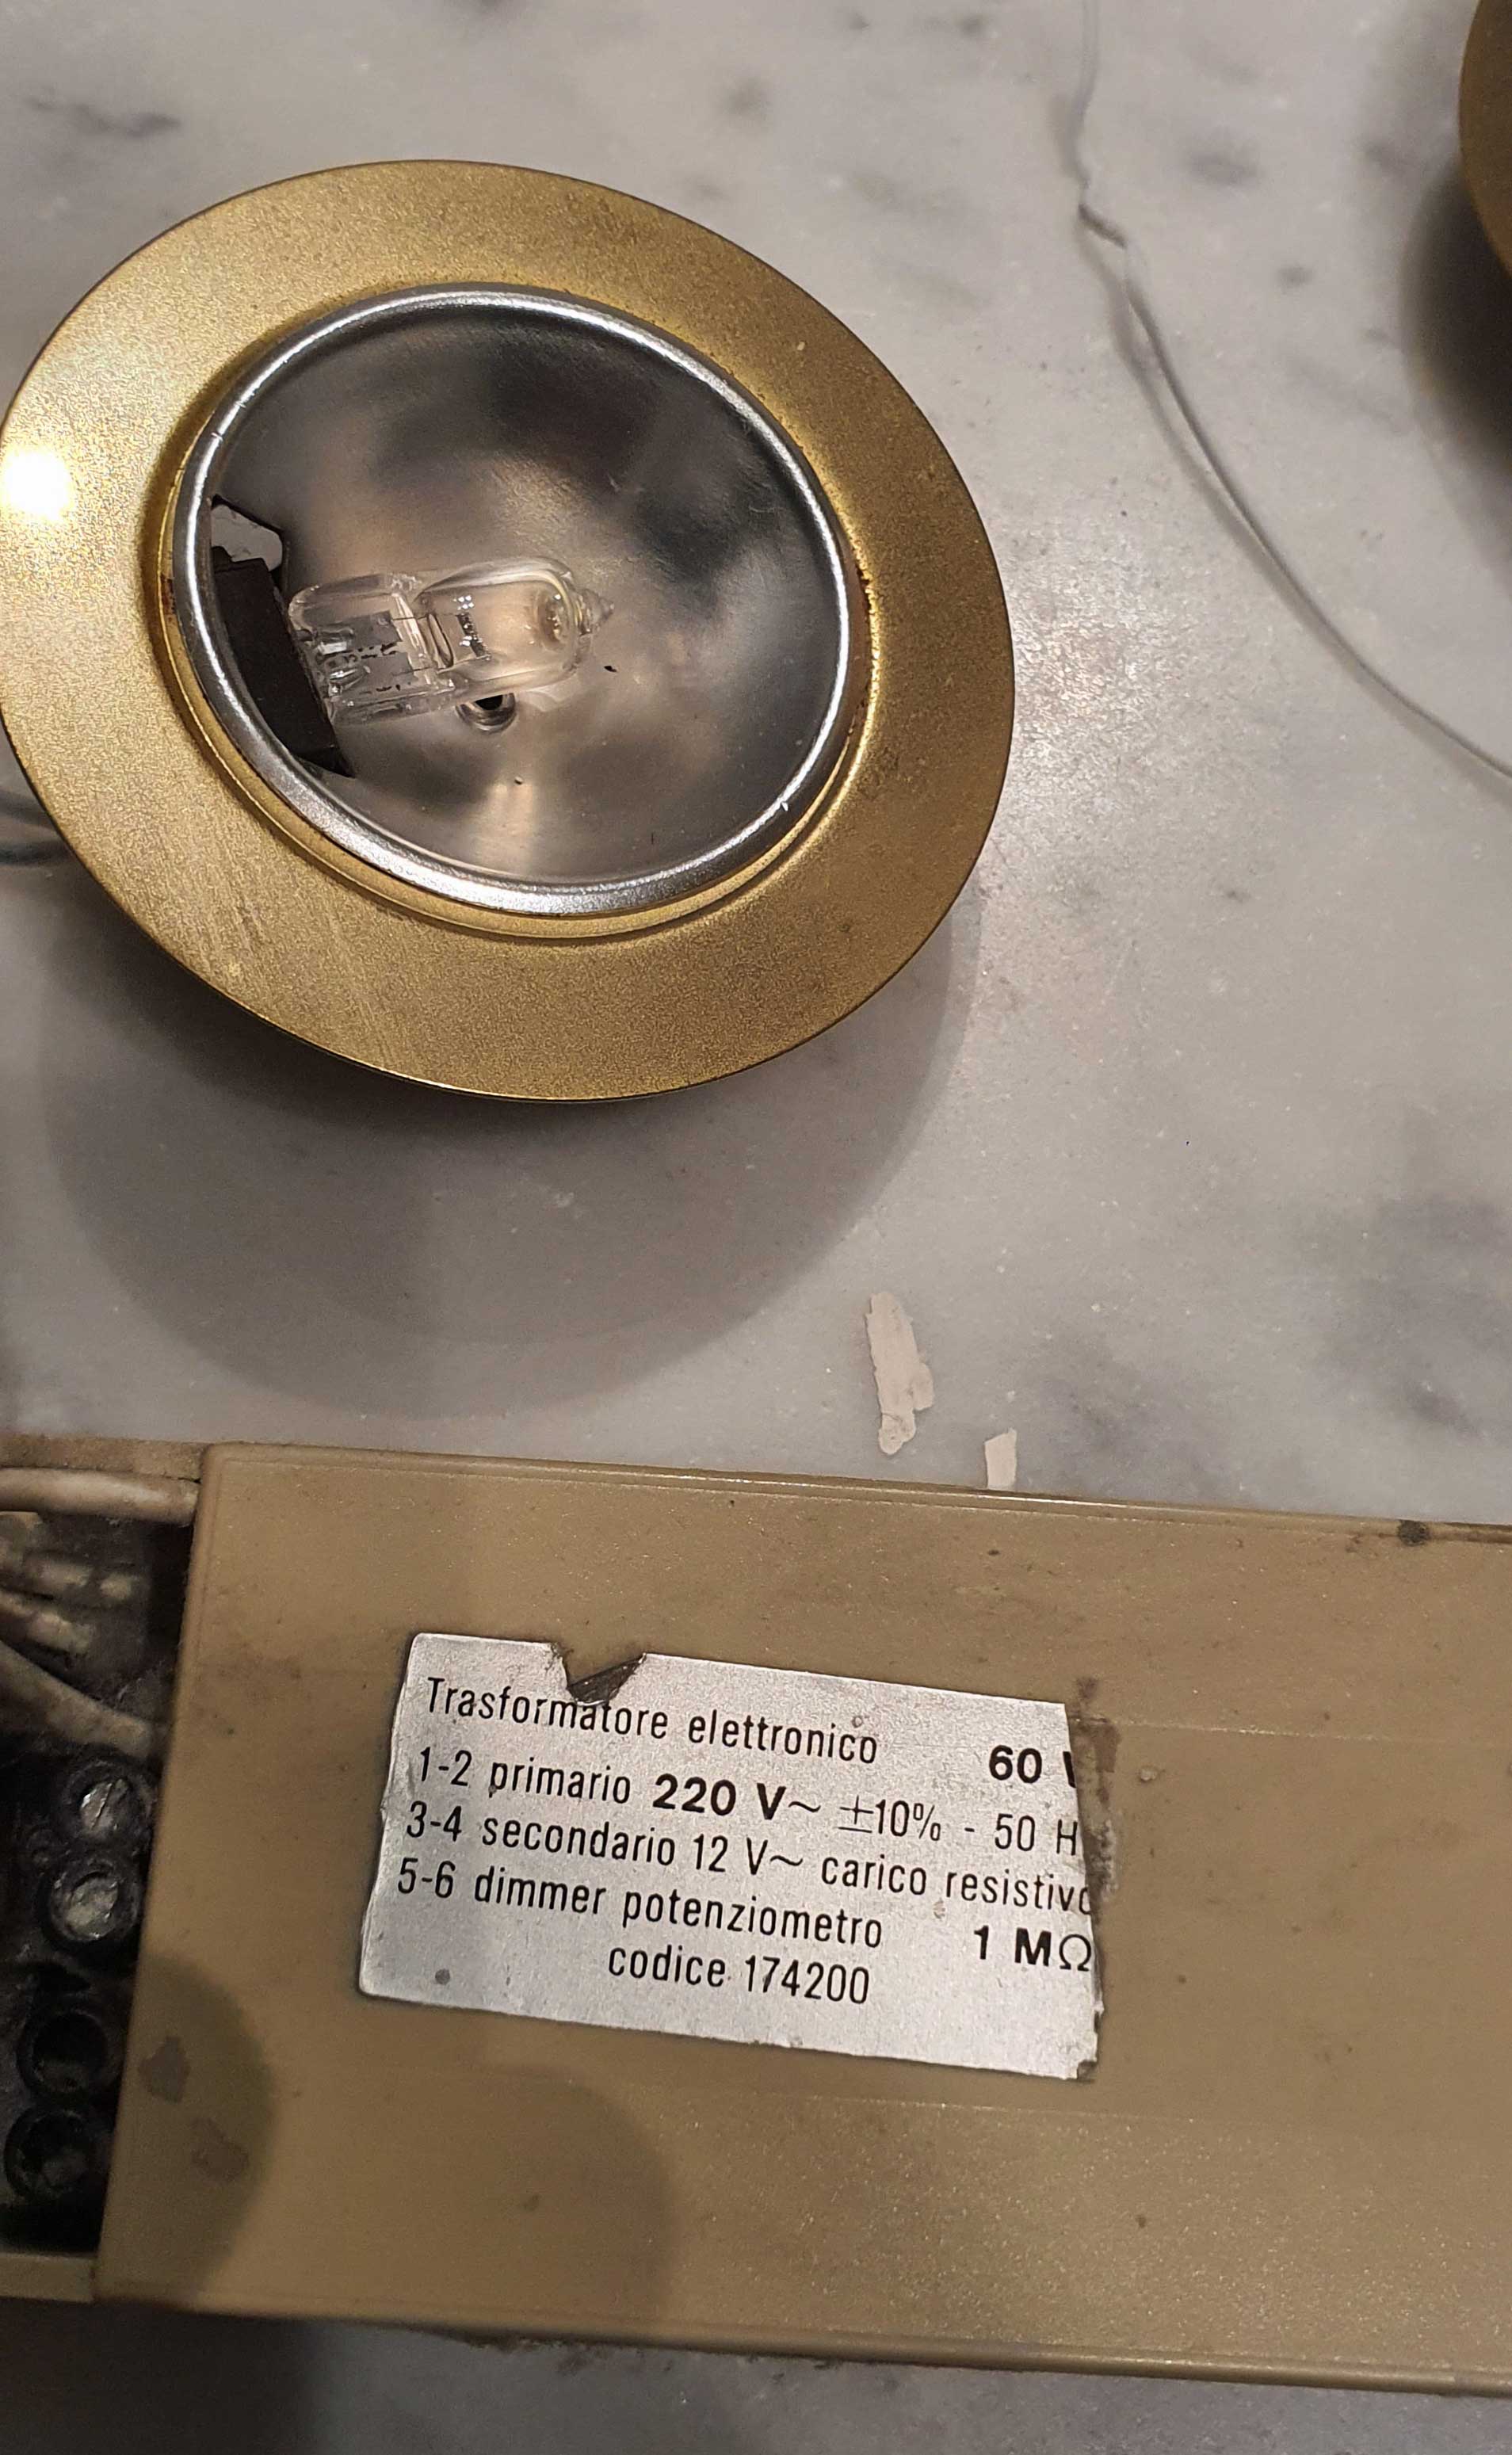 Trasformatore elettronico 60
1-2 primario 220 V~ ±10% - 50 H
3-4 secondario 12 V~ carico resistivo
5-6 dimmer potenziometro 1 MΩ
codice 174200